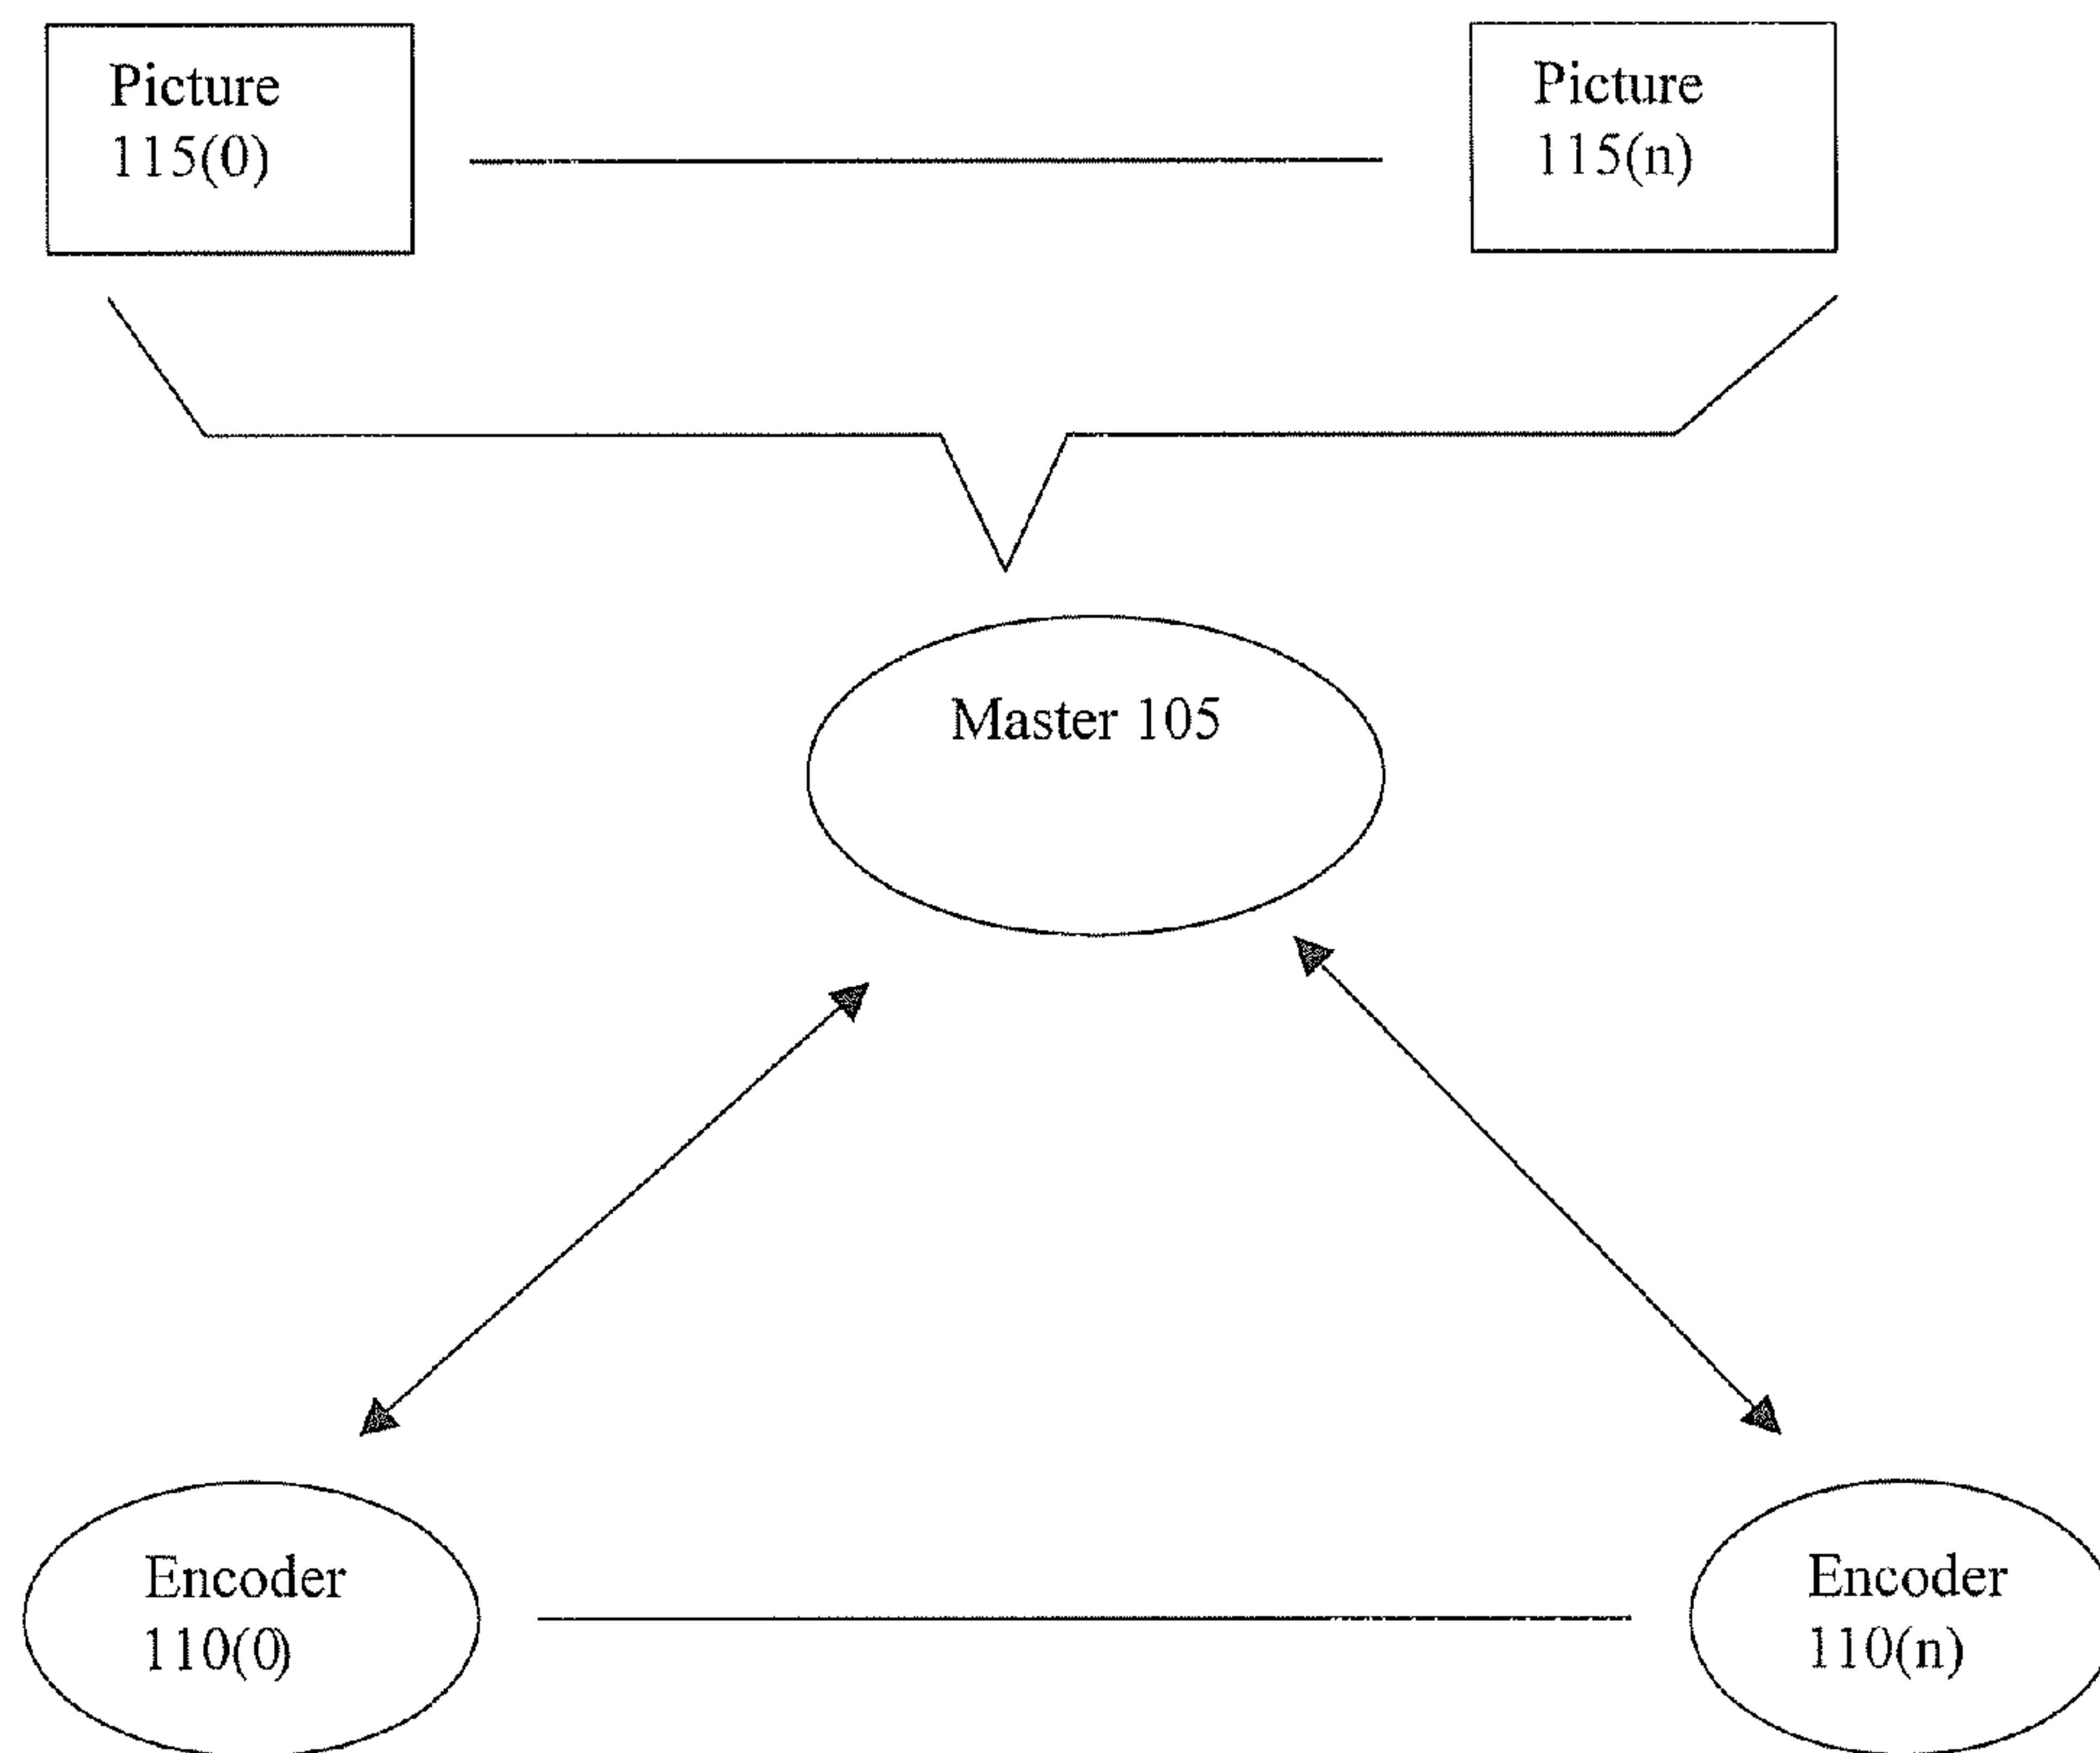 Picture
115(0)
Picture
115(n)
Master 105
Encoder
110(0)
Encoder
110(n)